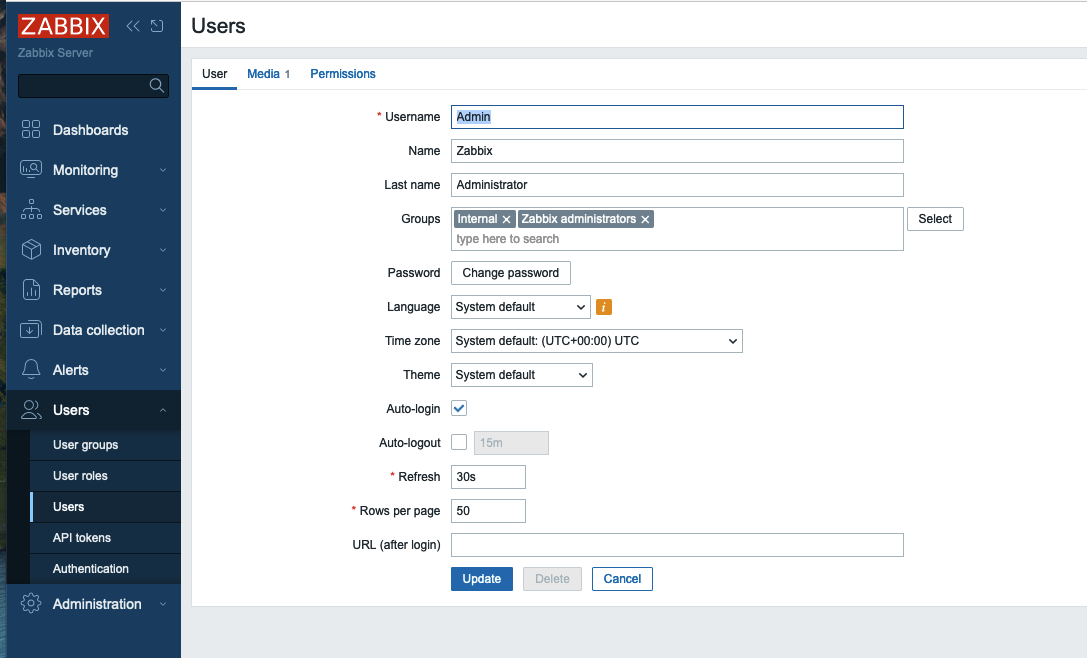 ZABBIX
Zabbix Server
Dashboards
Monitoring
Services
Inventory
Reports
Data collection
Alerts
Users
User groups
User roles
Users
API tokens
Authentication
Administration
Users
User Media 1 Permissions
* Username Admin
Name Zabbix
Last name Administrator
Groups Internal Zabbix administrators Select
type here to search
Password Change password
Language System default i
Time zone System default: (UTC+00:00) UTC
Theme System default
Auto-login
Auto-logout 15m
* Refresh 30s
* Rows per page 50
URL (after login)
Update Delete Cancel